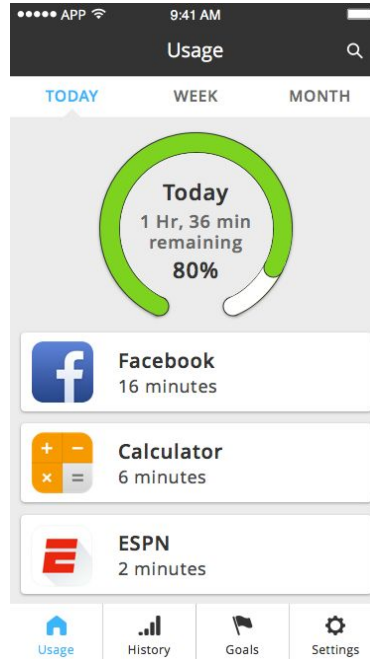 APP 9:41 AM
Usage
TODAY WEEK MONTH
Today
1 Hr, 36 min
remaining
80%
Facebook
16 minutes
Calculator
6 minutes
ESPN
2 minutes
Usage History Goals Settings